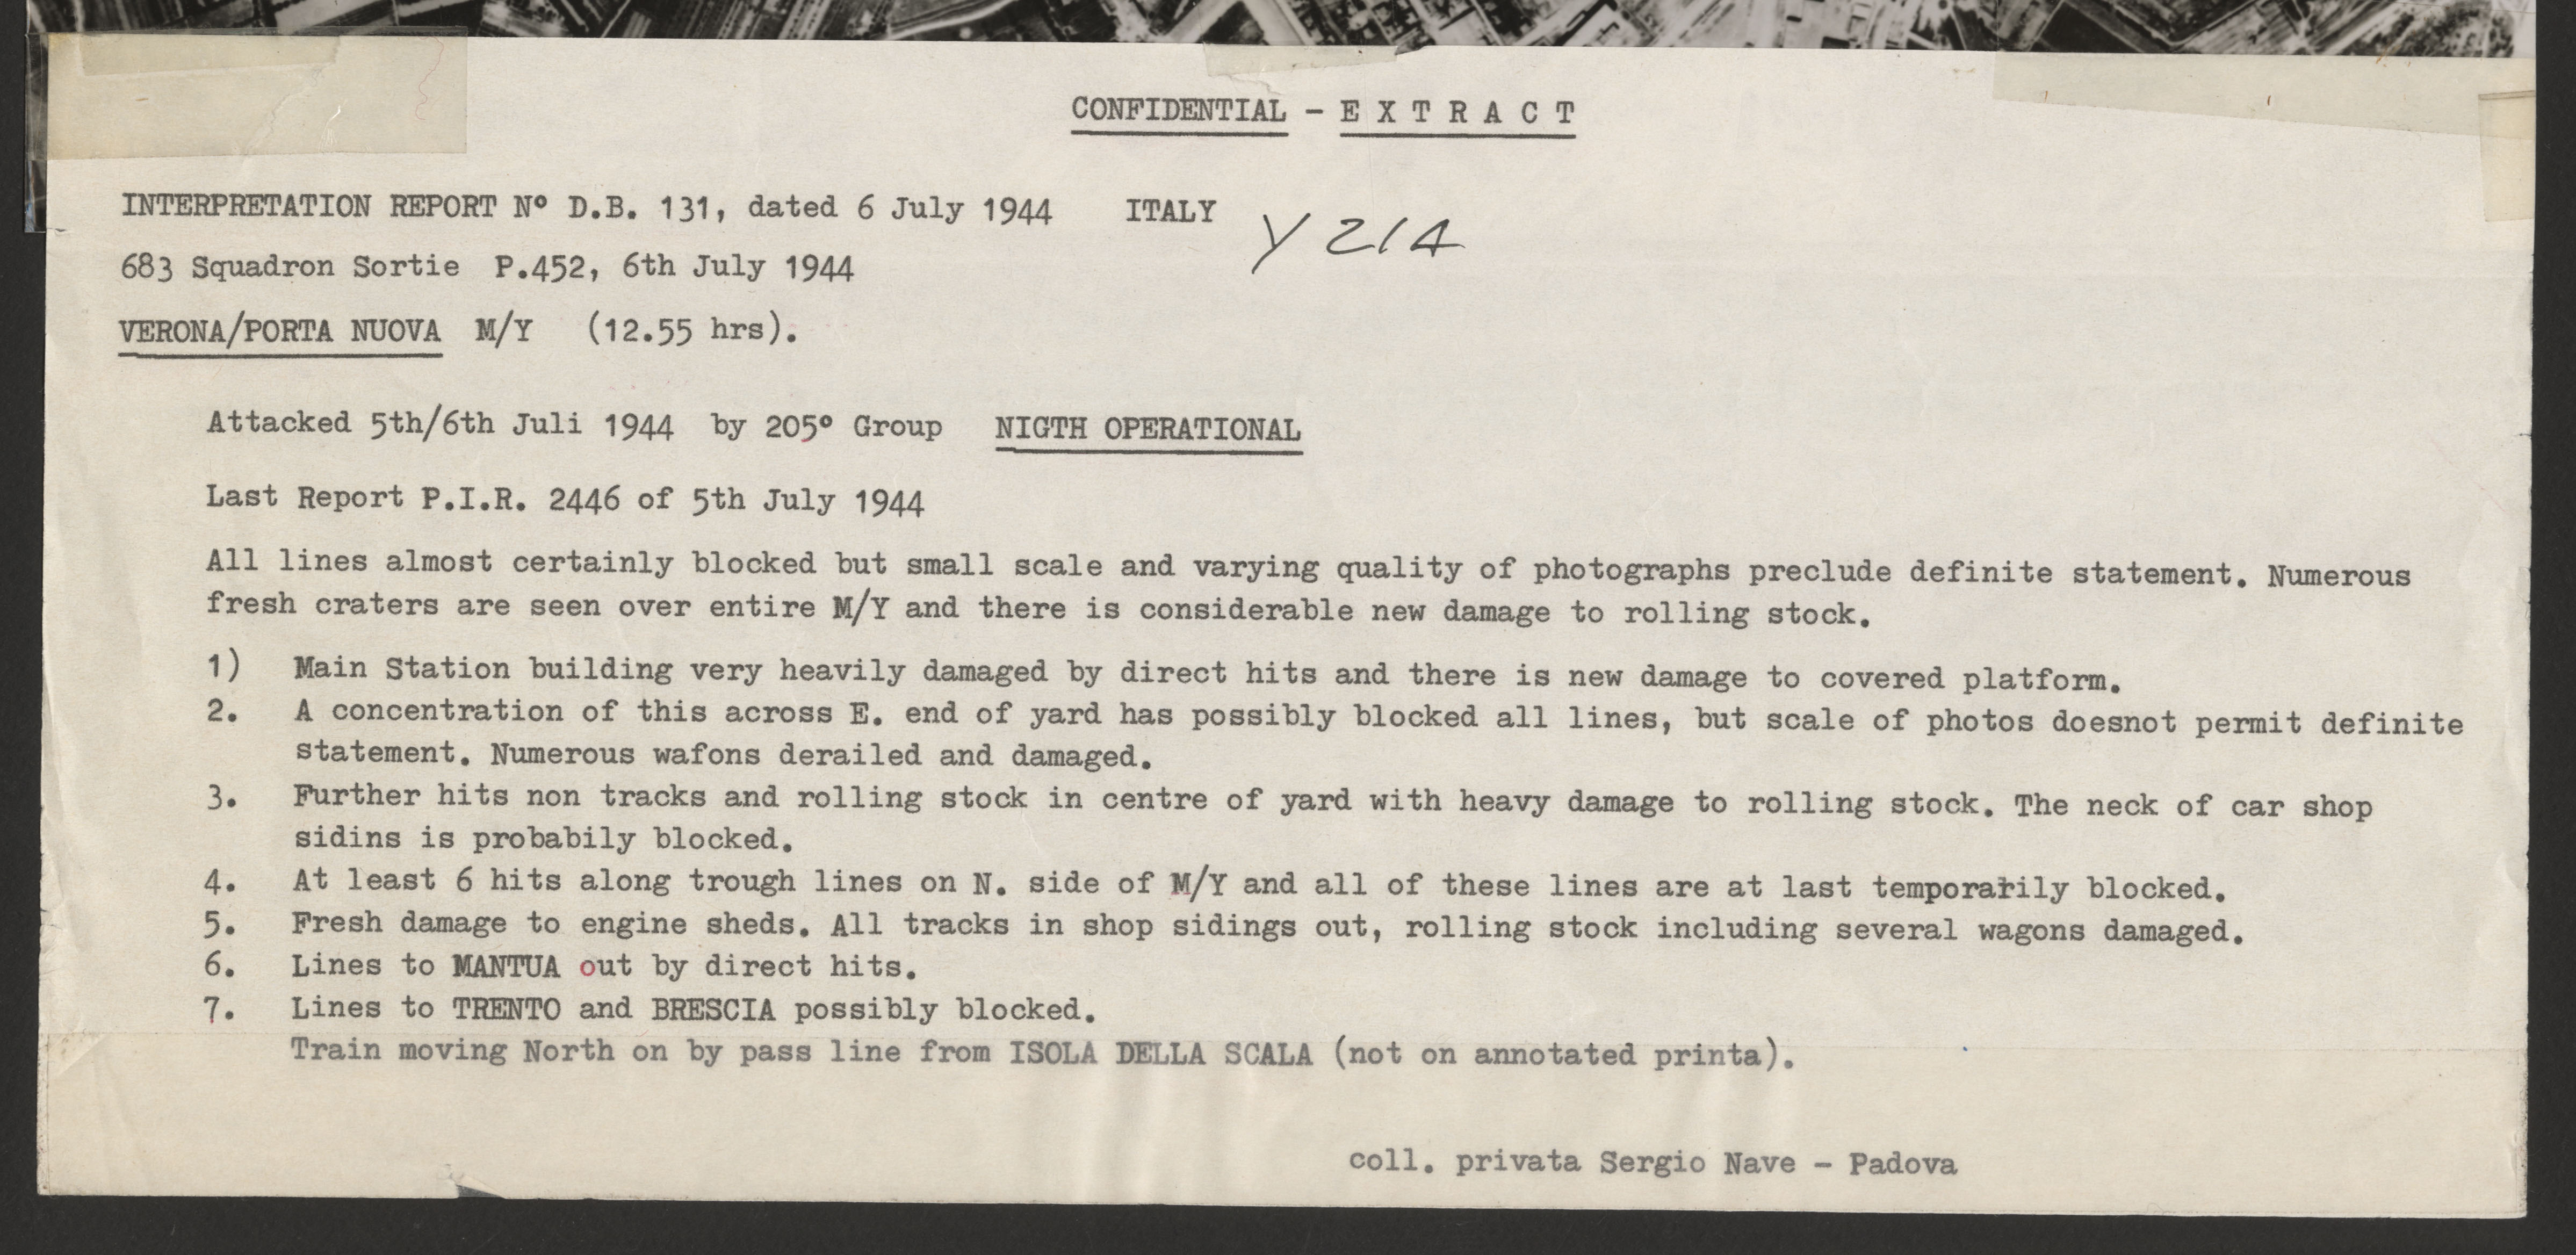 CONFIDENTIAL - E X T R A C T
INTERPRETATION REPORT Nº D.B. 131, dated 6 July 1944 ITALY Y 214
683 Squadron Sortie P.452, 6th July 1944
VERONA/PORTA NUOVA M/Y (12.55 hrs).
Attacked 5th/6th Juli 1944 by 205º Group NIGTH OPERATIONAL
Last Report P.I.R. 2446 of 5th July 1944
All lines almost certainly blocked but small scale and varying quality of photographs preclude definite statement. Numerous
fresh craters are seen over entire M/Y and there is considerable new damage to rolling stock.
1) Main Station building very heavily damaged by direct hits and there is new damage to covered platform.
2. A concentration of this across E. end of yard has possibly blocked all lines, but scale of photos doesnot permit definite
statement. Numerous wafons derailed and damaged.
3. Further hits non tracks and rolling stock in centre of yard with heavy damage to rolling stock. The neck of car shop
sidins is probabily blocked.
4. At least 6 hits along trough lines on N. side of M/Y and all of these lines are at last temporarily blocked.
5. Fresh damage to engine sheds. All tracks in shop sidings out, rolling stock including several wagons damaged.
6. Lines to MANTUA out by direct hits.
7. Lines to TRENTO and BRESCIA possibly blocked.
Train moving North on by pass line from ISOLA DELLA SCALA (not on annotated printa).
coll. privata Sergio Nave - Padova